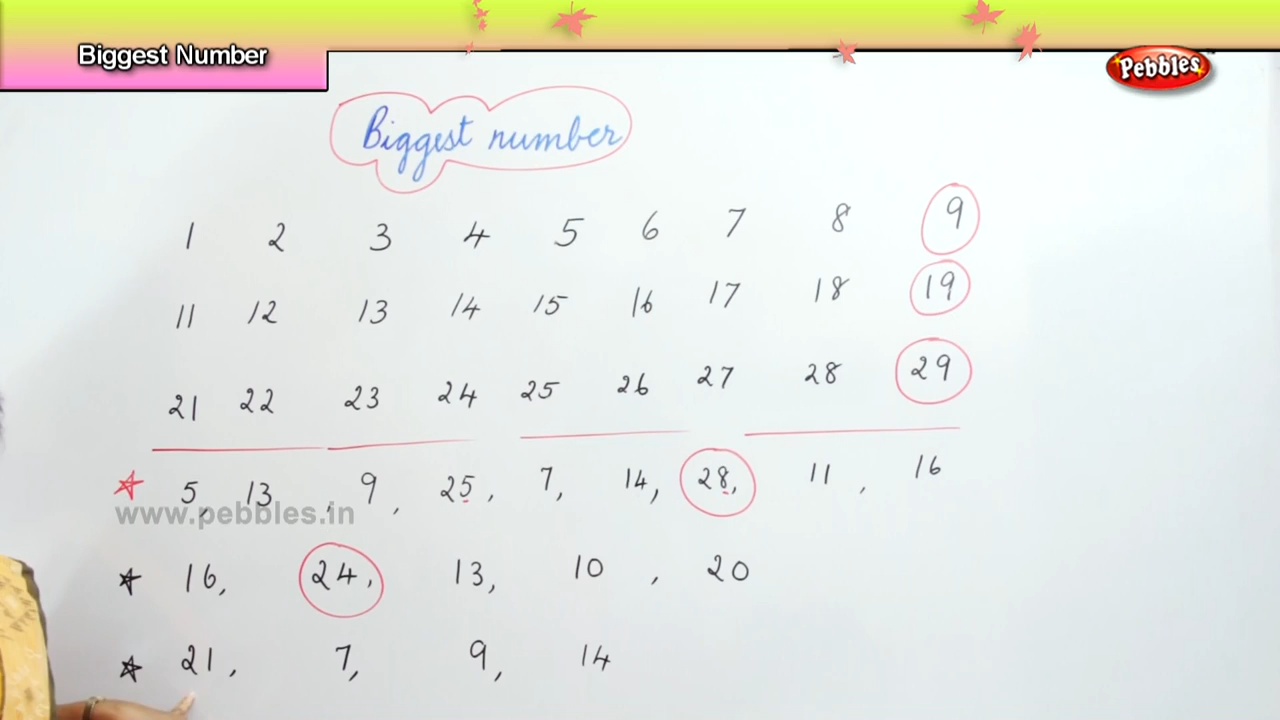 Biggest Number
Pebbles
Biggest number
1 2 3 4 5 6 7 8 9
11 12 13 14 15 16 17 18 19
21 22 23 24 25 26 27 28 29
5, 13, 9, 25, 7, 14, 28, 11, 16
www.pebbles.in
16, 24, 13, 10, 20
21, 7, 9, 14